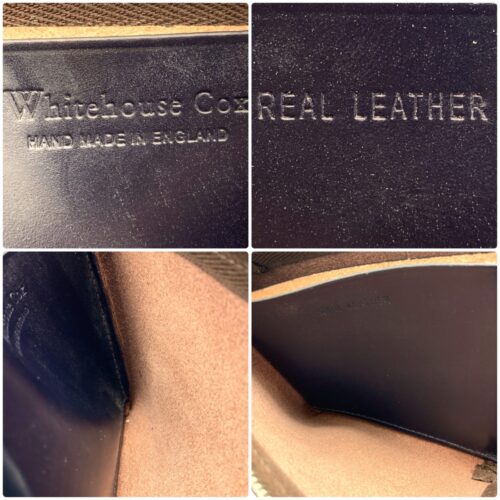 Whitehouse Cox
HAND MADE IN ENGLAND
REAL LEATHER